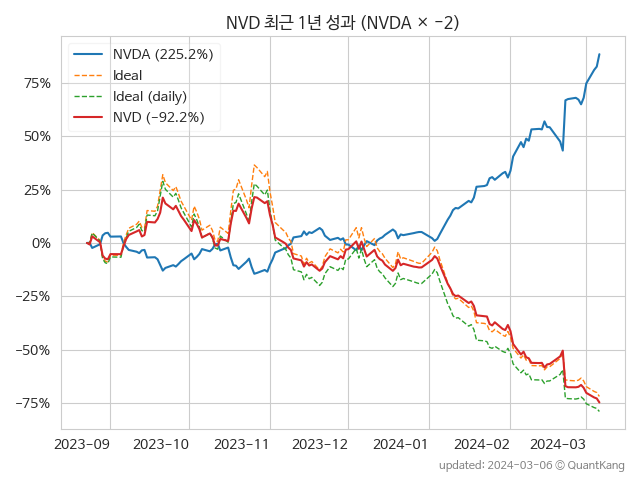 NVD 최근 1년 성과 (NVDA × −2)
NVDA (225.2%)
Ideal
Ideal (daily)
NVD (−92.2%)
75%
50%
25%
0%
−25%
−50%
−75%
2023-09 2023-10 2023-11 2023-12 2024-01 2024-02 2024-03
updated: 2024-03-06 © QuantKang